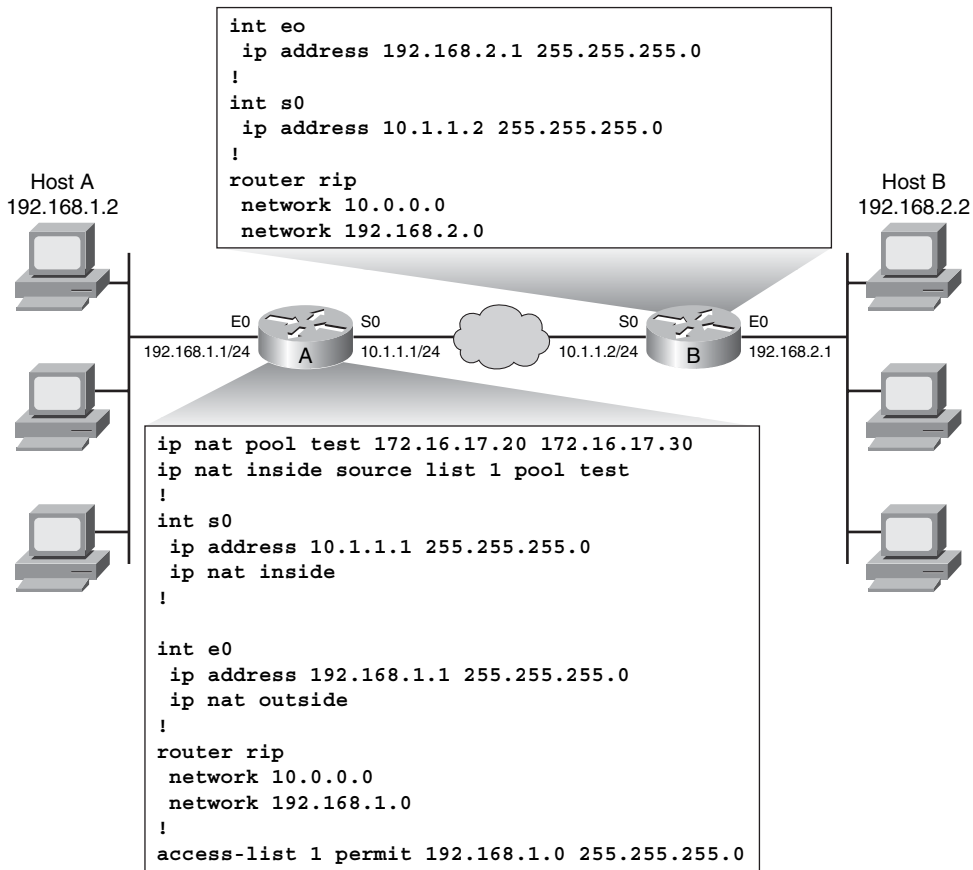 int eo
ip address 192.168.2.1 255.255.255.0
!
int s0
ip address 10.1.1.2 255.255.255.0
!
router rip
network 10.0.0.0
network 192.168.2.0
Host A
192.168.1.2
Host B
192.168.2.2
E0
S0
S0
E0
192.168.1.1/24
A
10.1.1.1/24
10.1.1.2/24
B
192.168.2.1
ip nat pool test 172.16.17.20 172.16.17.30
ip nat inside source list 1 pool test
!
int s0
ip address 10.1.1.1 255.255.255.0
ip nat inside
!
int e0
ip address 192.168.1.1 255.255.255.0
ip nat outside
!
router rip
network 10.0.0.0
network 192.168.1.0
!
access-list 1 permit 192.168.1.0 255.255.255.0